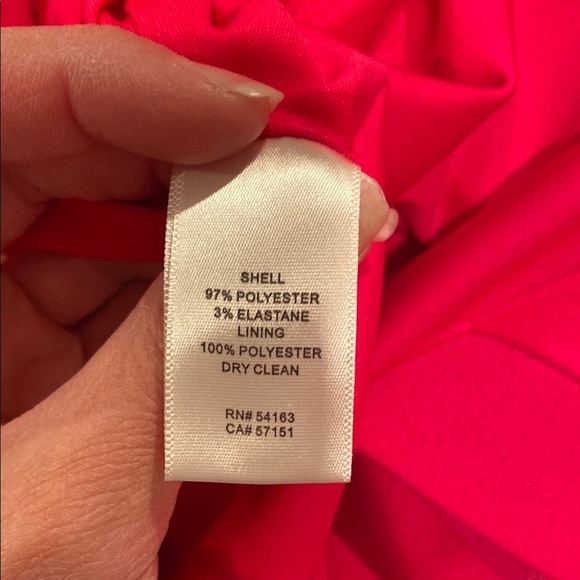 SHELL
97% POLYESTER
3% ELASTANE
LINING
100% POLYESTER
DRY CLEAN
RN# 54163
CA# 57151